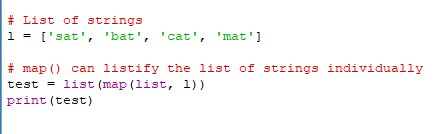 # List of strings
l = ['sat', 'bat', 'cat', 'mat']
# map() can listify the list of strings individually
test = list(map(list, l))
print(test)